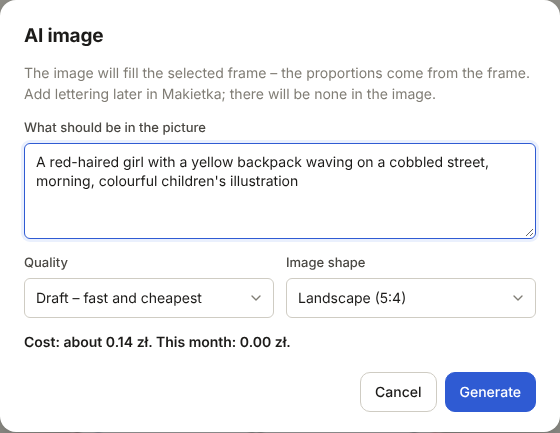 AI image
The image will fill the selected frame – the proportions come from the frame.
Add lettering later in Makietka; there will be none in the image.
What should be in the picture
A red-haired girl with a yellow backpack waving on a cobbled street,
morning, colourful children's illustration
Quality
Image shape
Draft – fast and cheapest
Landscape (5:4)
Cost: about 0.14 zł. This month: 0.00 zł.
Cancel
Generate